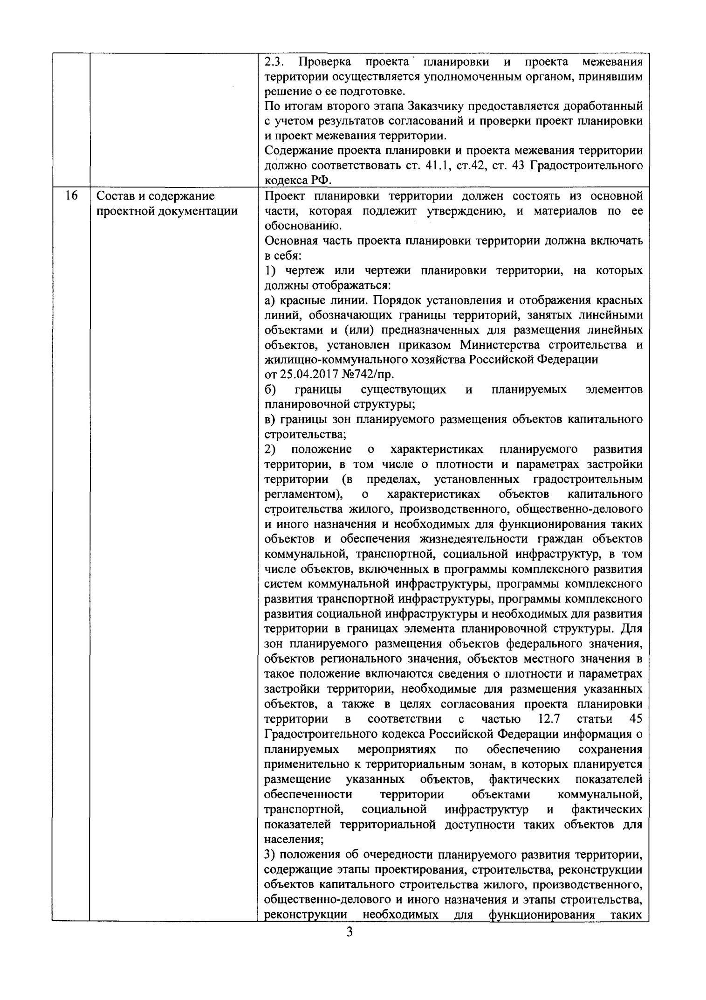 2.3. Проверка проекта планировки и проекта межевания
территории осуществляется уполномоченным органом, принявшим
решение о ее подготовке.
По итогам второго этапа Заказчику предоставляется доработанный
с учетом результатов согласований и проверки проект планировки
и проект межевания территории.
Содержание проекта планировки и проекта межевания территории
должно соответствовать ст. 41.1, ст.42, ст. 43 Градостроительного
кодекса РФ.
16
Состав и содержание
проектной документации
Проект планировки территории должен состоять из основной
части, которая подлежит утверждению, и материалов по ее
обоснованию.
Основная часть проекта планировки территории должна включать
в себя:
1) чертеж или чертежи планировки территории, на которых
должны отображаться:
а) красные линии. Порядок установления и отображения красных
линий, обозначающих границы территорий, занятых линейными
объектами и (или) предназначенных для размещения линейных
объектов, установлен приказом Министерства строительства и
жилищно-коммунального хозяйства Российской Федерации
от 25.04.2017 №742/пр.
б) границы существующих и планируемых элементов
планировочной структуры;
в) границы зон планируемого размещения объектов капитального
строительства;
2) положение о характеристиках планируемого развития
территории, в том числе о плотности и параметрах застройки
территории (в пределах, установленных градостроительным
регламентом), о характеристиках объектов капитального
строительства жилого, производственного, общественно-делового
и иного назначения и необходимых для функционирования таких
объектов и обеспечения жизнедеятельности граждан объектов
коммунальной, транспортной, социальной инфраструктур, в том
числе объектов, включенных в программы комплексного развития
систем коммунальной инфраструктуры, программы комплексного
развития транспортной инфраструктуры, программы комплексного
развития социальной инфраструктуры и необходимых для развития
территории в границах элемента планировочной структуры. Для
зон планируемого размещения объектов федерального значения,
объектов регионального значения, объектов местного значения в
такое положение включаются сведения о плотности и параметрах
застройки территории, необходимые для размещения указанных
объектов, а также в целях согласования проекта планировки
территории в соответствии с частью 12.7 статьи 45
Градостроительного кодекса Российской Федерации информация о
планируемых мероприятиях по обеспечению сохранения
применительно к территориальным зонам, в которых планируется
размещение указанных объектов, фактических показателей
обеспеченности территории объектами коммунальной,
транспортной, социальной инфраструктур и фактических
показателей территориальной доступности таких объектов для
населения;
3) положения об очередности планируемого развития территории,
содержащие этапы проектирования, строительства, реконструкции
объектов капитального строительства жилого, производственного,
общественно-делового и иного назначения и этапы строительства,
реконструкции необходимых для функционирования таких
3